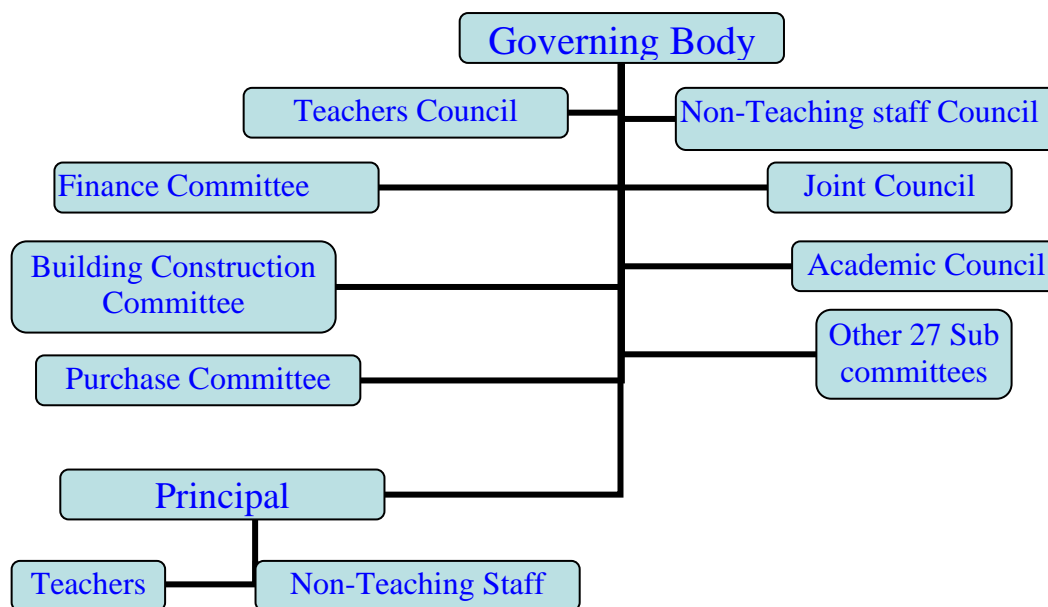 Governing Body
Teachers Council
Non-Teaching staff Council
Finance Committee
Joint Council
Building Construction
Committee
Academic Council
Other 27 Sub
committees
Purchase Committee
Principal
Teachers
Non-Teaching Staff